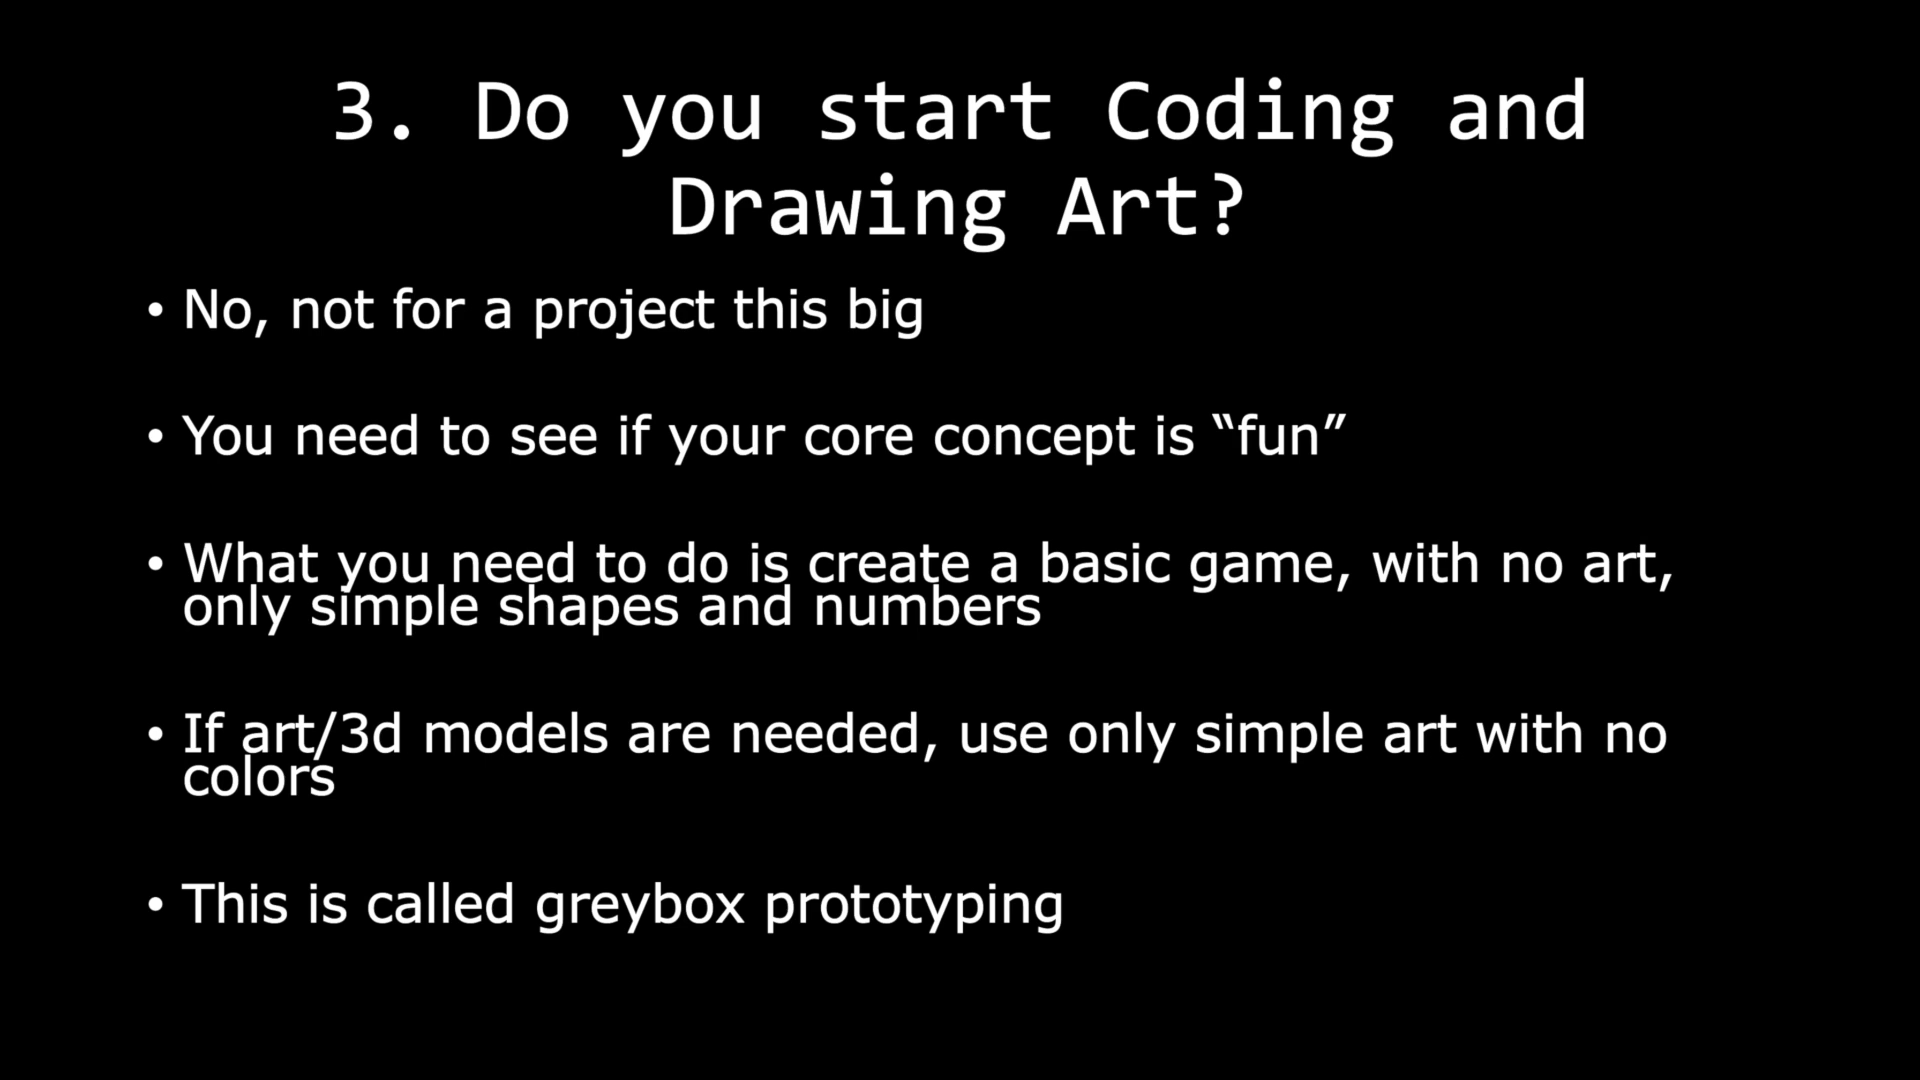 3. Do you start Coding and
Drawing Art?
• No, not for a project this big
• You need to see if your core concept is “fun”
• What you need to do is create a basic game, with no art,
only simple shapes and numbers
• If art/3d models are needed, use only simple art with no
colors
• This is called greybox prototyping